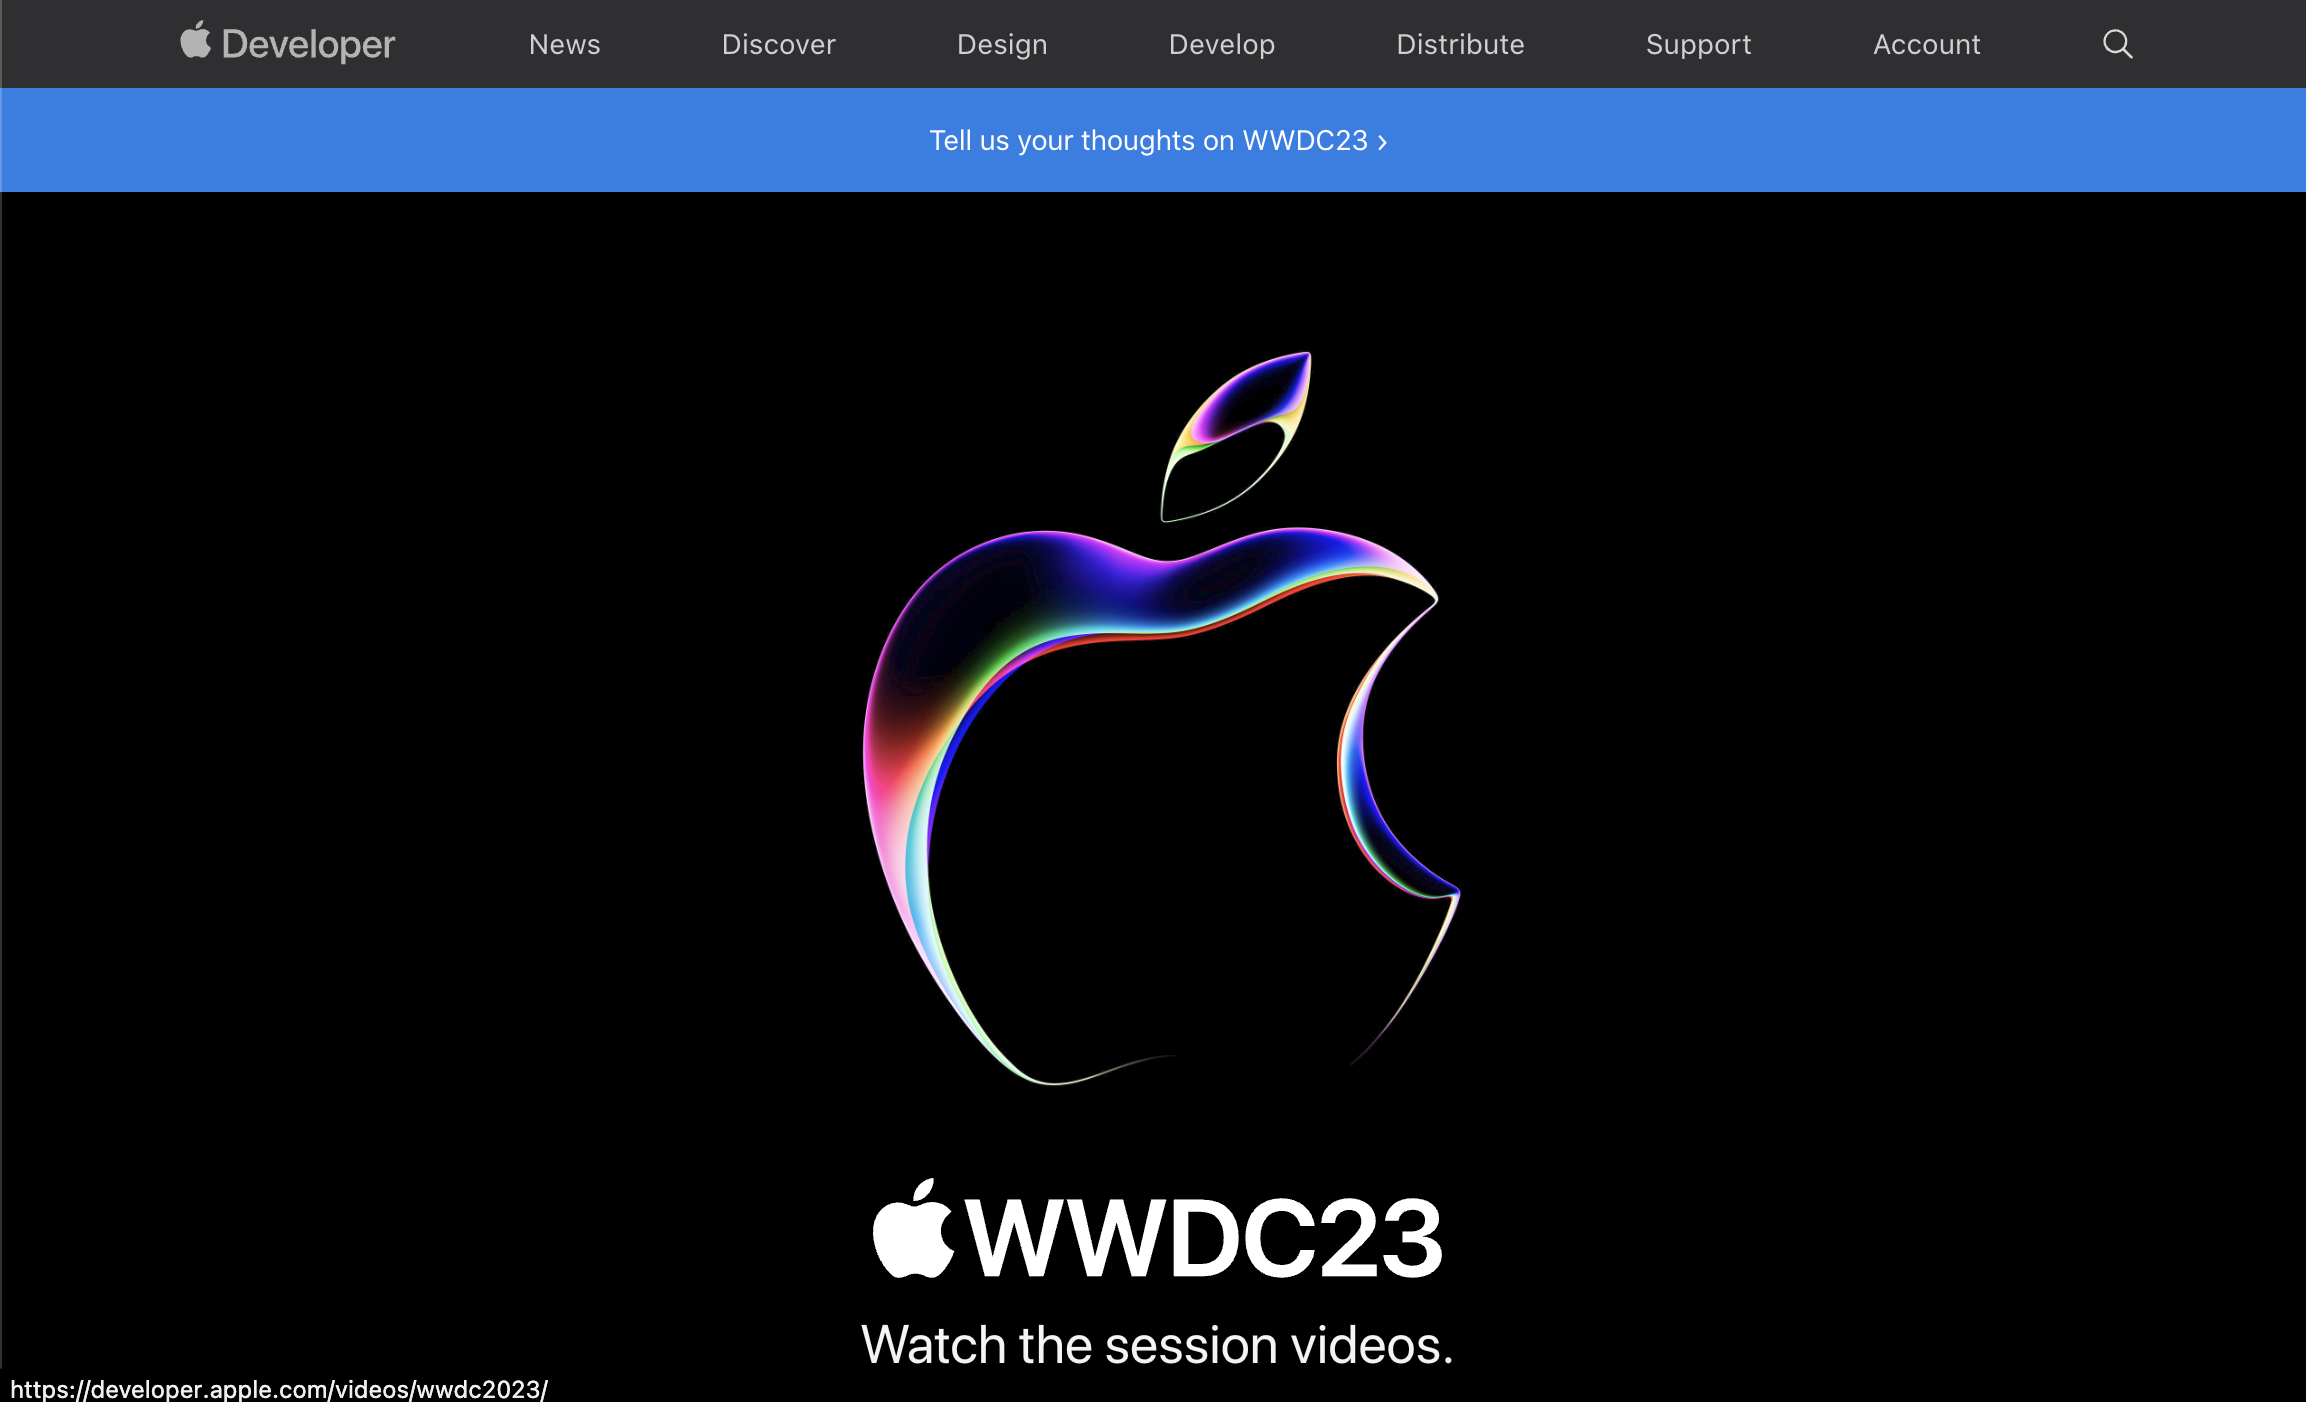 Developer
News
Discover
Design
Develop
Distribute
Support
Account
Tell us your thoughts on WWDC23 ›
WWDC23
Watch the session videos.
https://developer.apple.com/videos/wwdc2023/